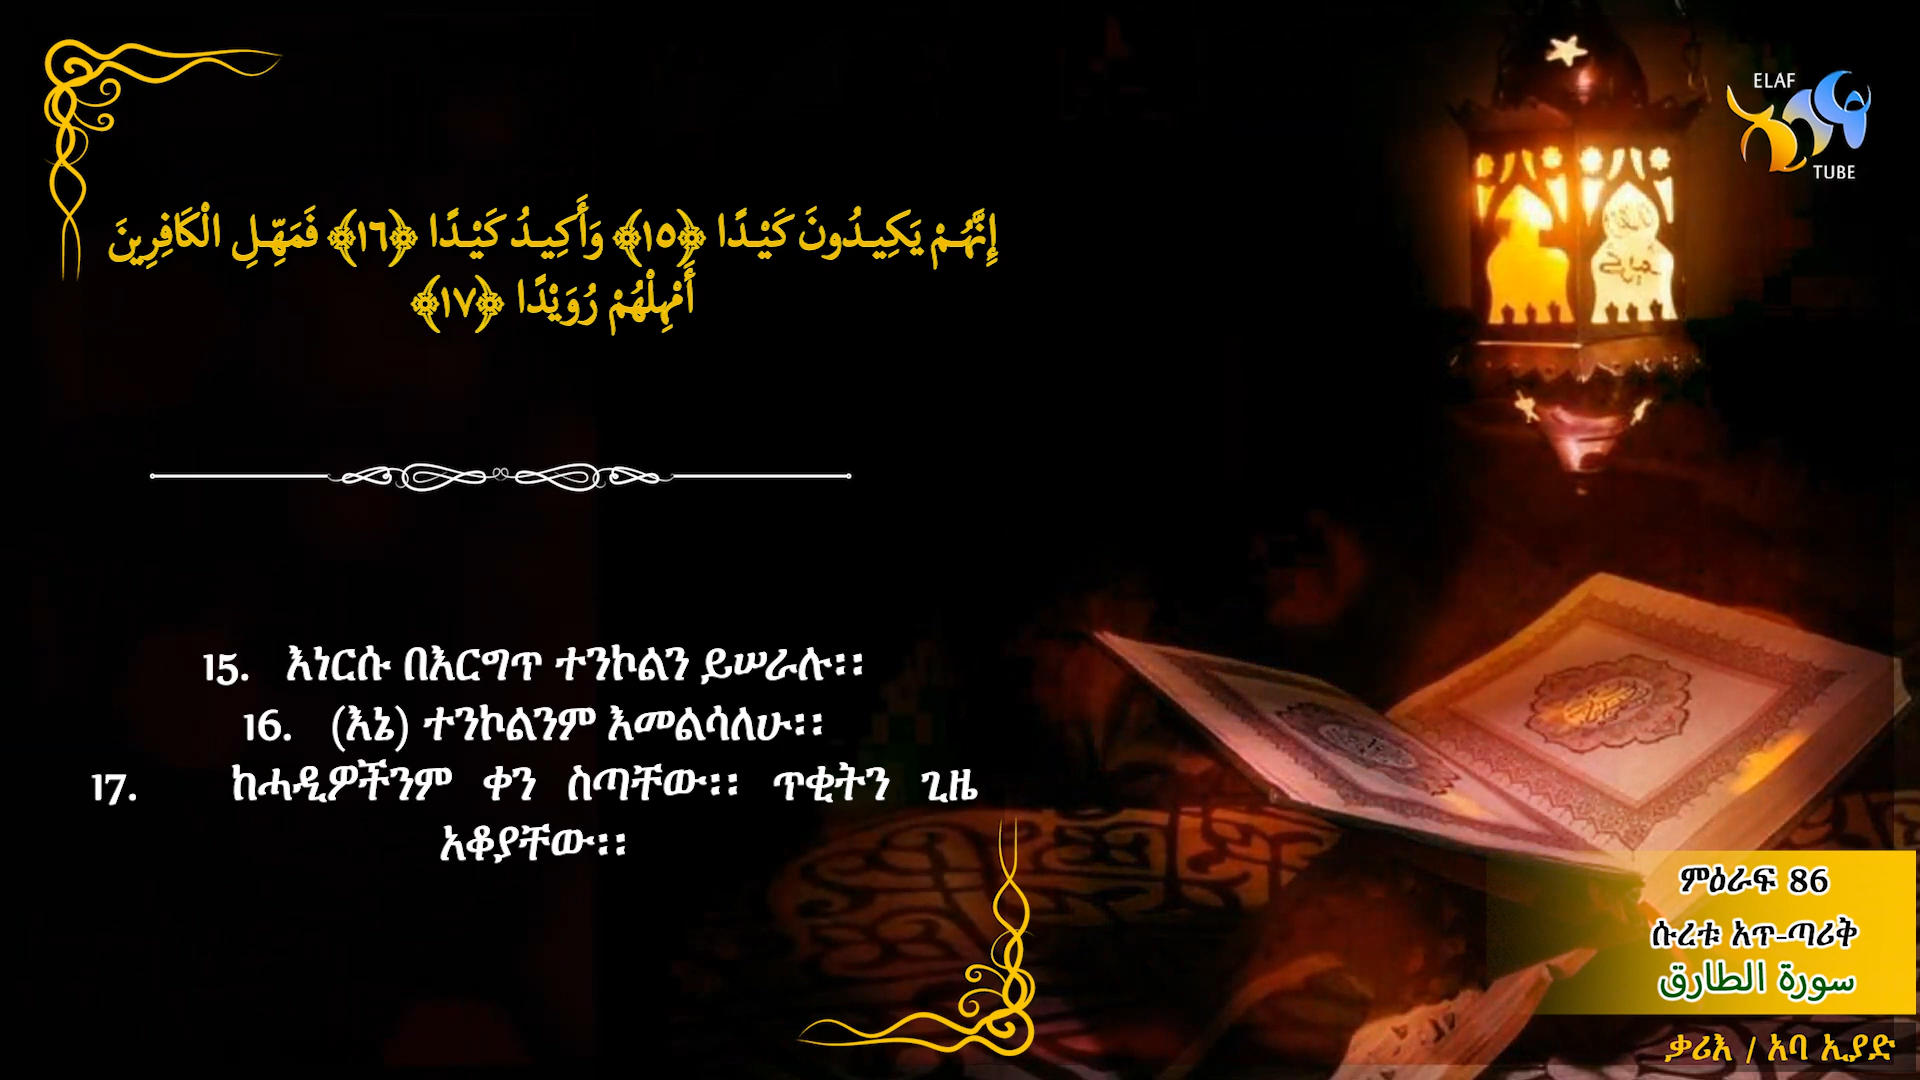 ELAF
TUBE
إِنَّهُمْ يَكِيدُونَ كَيْدًا ﴿١٥﴾ وَأَكِيدُ كَيْدًا ﴿١٦﴾ فَمَهِّلِ الْكَافِرِينَ
أَمْهِلْهُمْ رُوَيْدًا ﴿١٧﴾
15. እነርሱ በእርግጥ ተንኮልን ይሠራሉ፡፡
16. (እኔ) ተንኮልንም እመልሳለሁ፡፡
17. ከሓዲዎችንም ቀን ስጣቸው፡፡ ጥቂትን ጊዜ
አቆያቸው፡፡
ምዕራፍ 86
ሱረቱ አጥ-ጣሪቅ
سورة الطارق
ቃሪእ / አባ ኢያድ